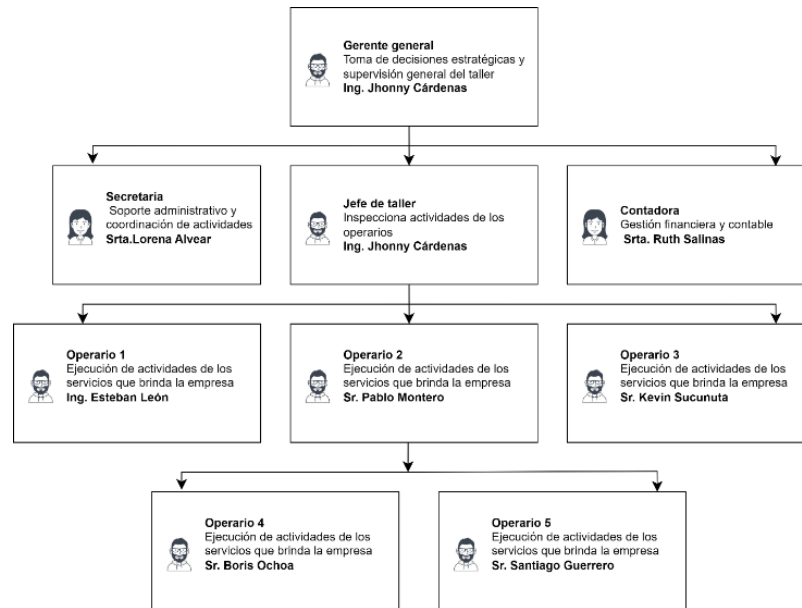 Gerente general
Toma de decisiones estratégicas y
supervisión general del taller
Ing. Jhonny Cárdenas
Secretaria
Soporte administrativo y
coordinación de actividades
Srta.Lorena Alvear
Jefe de taller
Inspecciona actividades de los
operarios
Ing. Jhonny Cárdenas
Contadora
Gestión financiera y contable
Srta. Ruth Salinas
Operario 1
Ejecución de actividades de los
servicios que brinda la empresa
Ing. Esteban León
Operario 2
Ejecución de actividades de los
servicios que brinda la empresa
Sr. Pablo Montero
Operario 3
Ejecución de actividades de los
servicios que brinda la empresa
Sr. Kevin Sucunuta
Operario 4
Ejecución de actividades de los
servicios que brinda la empresa
Sr. Boris Ochoa
Operario 5
Ejecución de actividades de los
servicios que brinda la empresa
Sr. Santiago Guerrero